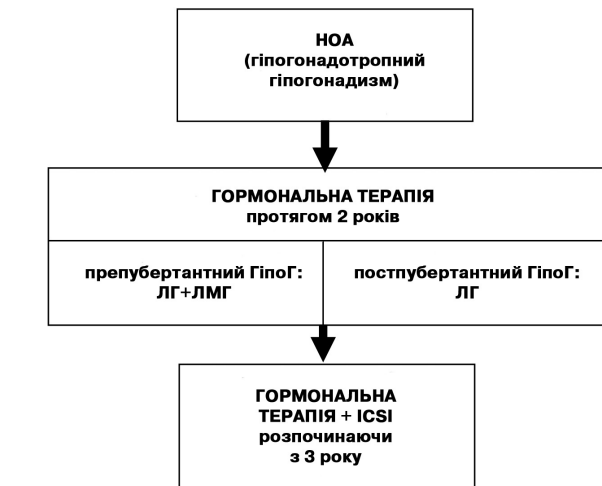 НОА
(гіпогонадотропний
гіпогонадизм)
ГОРМОНАЛЬНА ТЕРАПІЯ
протягом 2 років
препубертантний ГіпоГ:
ЛГ+ЛМГ
постпубертантний ГіпоГ:
ЛГ
ГОРМОНАЛЬНА
ТЕРАПІЯ + ICSI
розпочинаючи
з 3 року